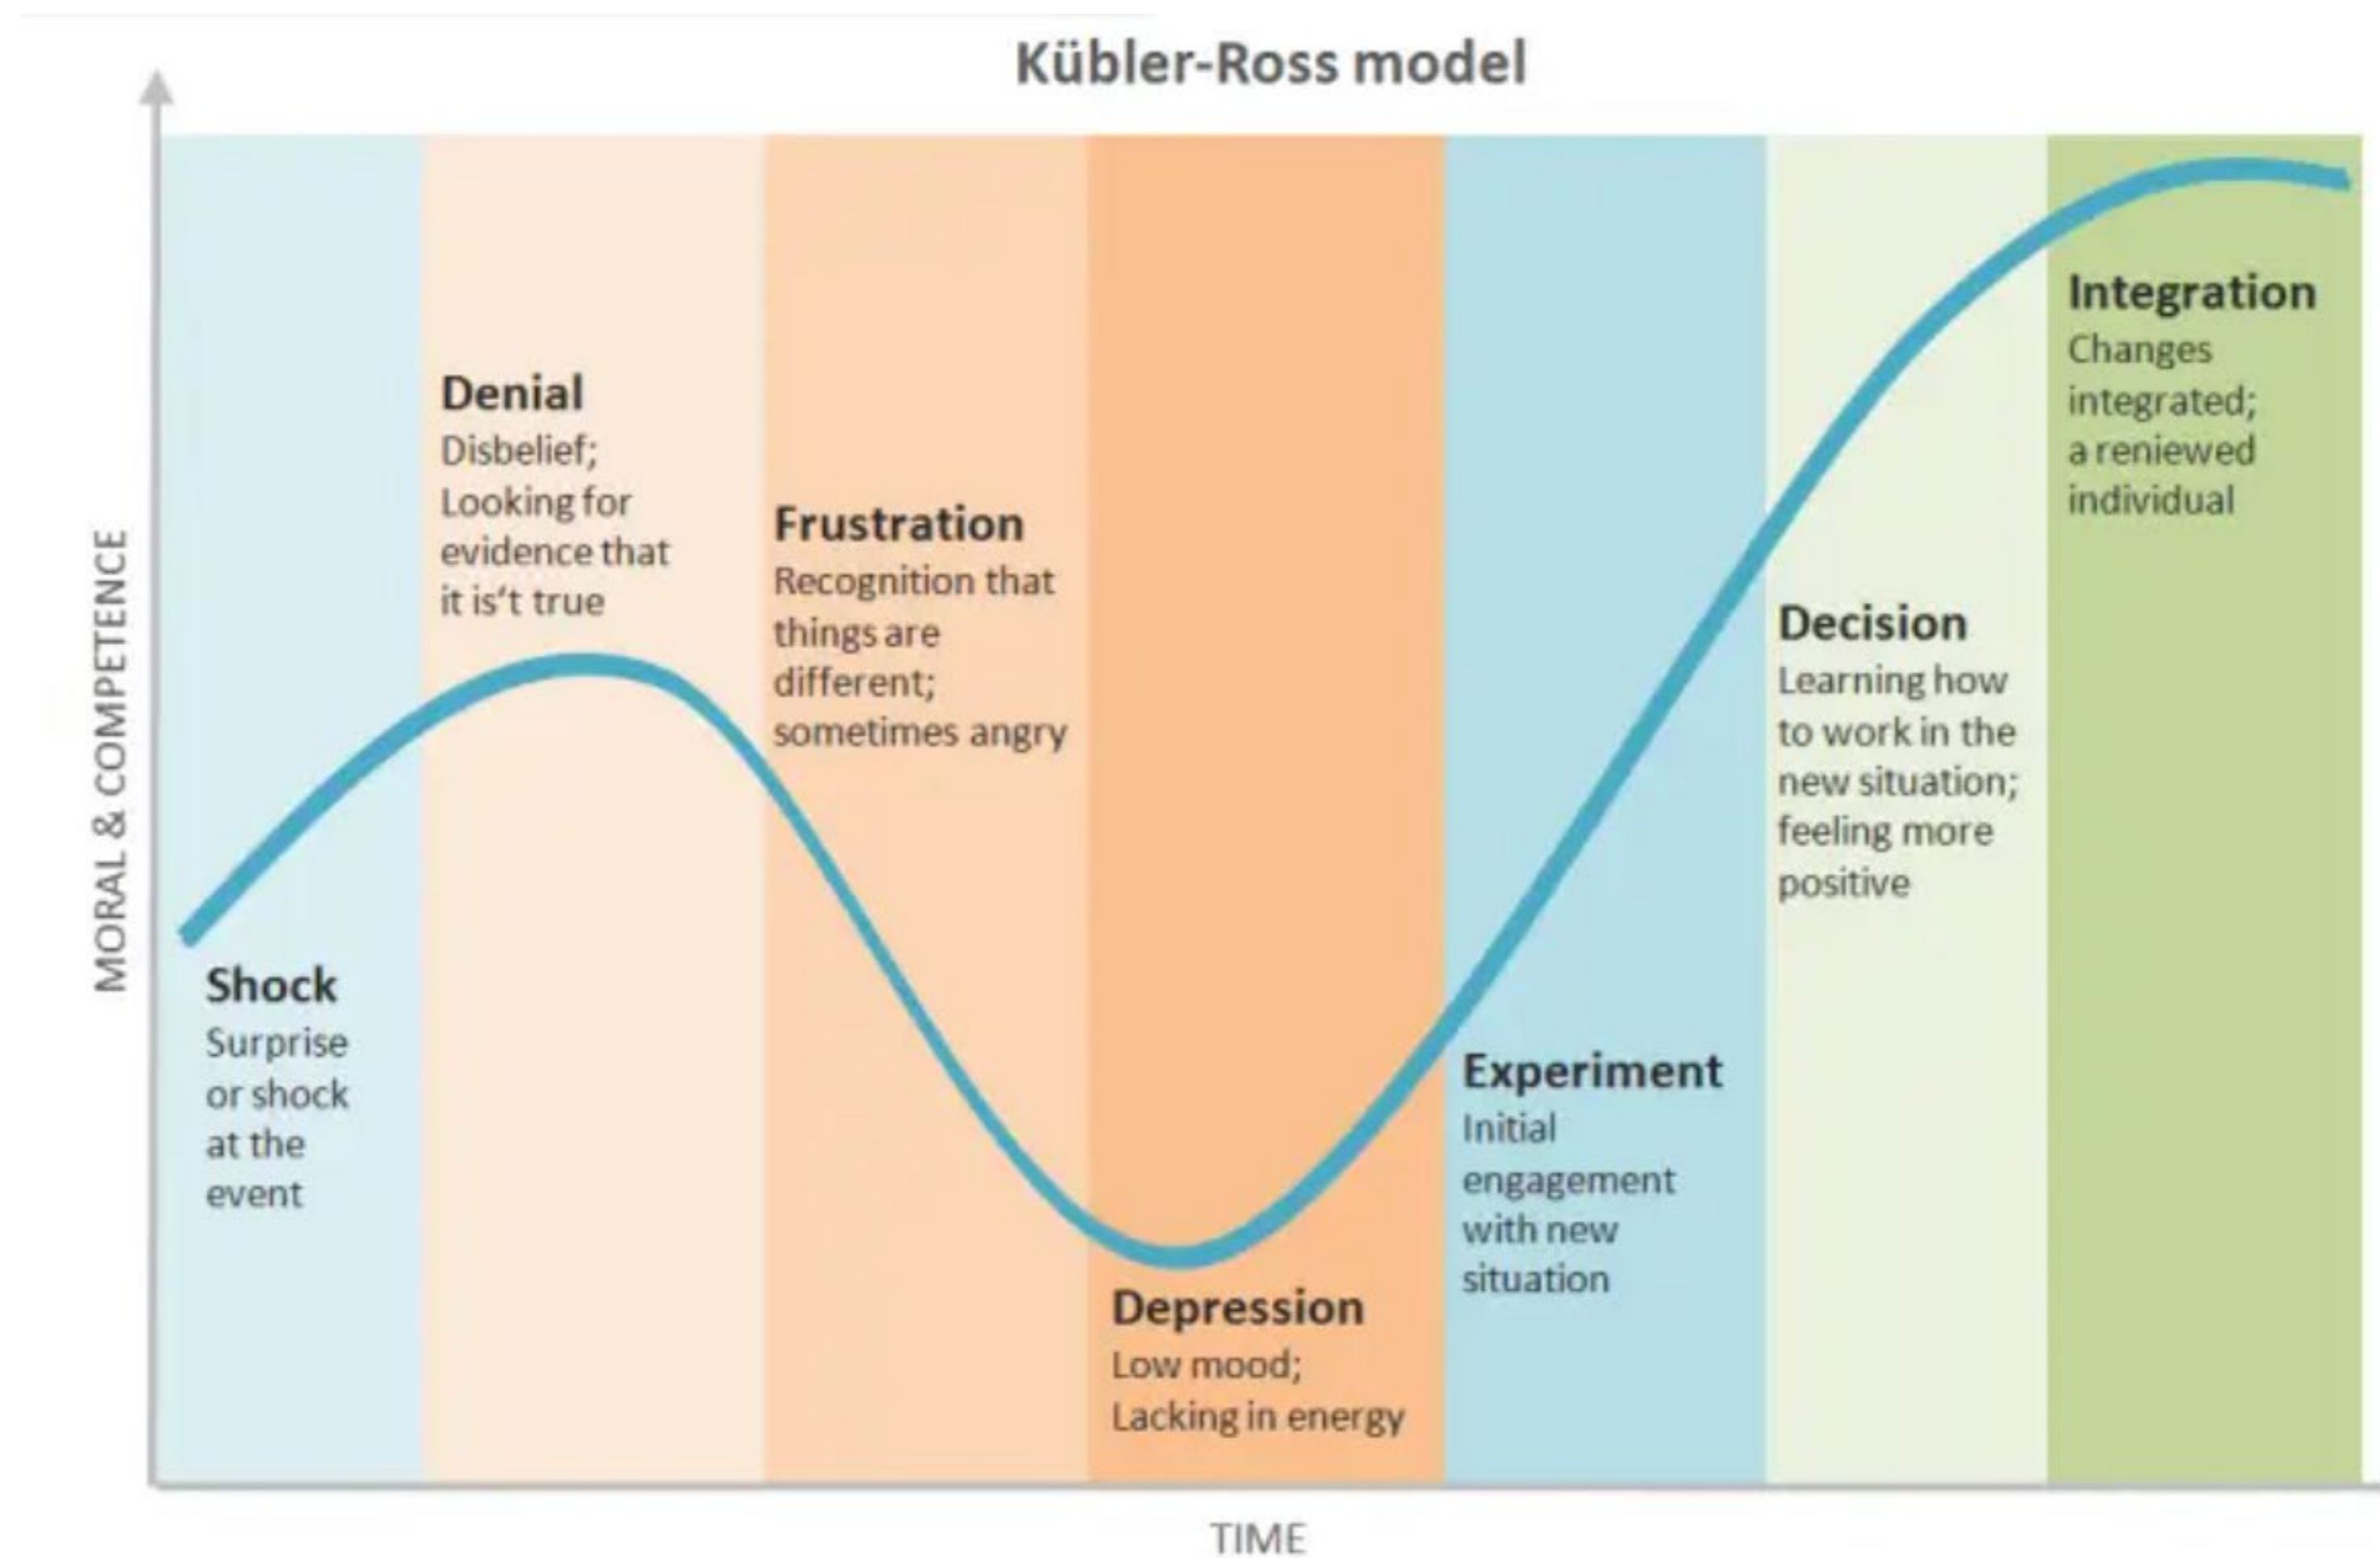 Kübler-Ross model
MORAL & COMPETENCE
Shock
Surprise
or shock
at the
event
Denial
Disbelief;
Looking for
evidence that
it is‘t true
Frustration
Recognition that
things are
different;
sometimes angry
Depression
Low mood;
Lacking in energy
Experiment
Initial
engagement
with new
situation
Decision
Learning how
to work in the
new situation;
feeling more
positive
Integration
Changes
integrated;
a reniewed
individual
TIME